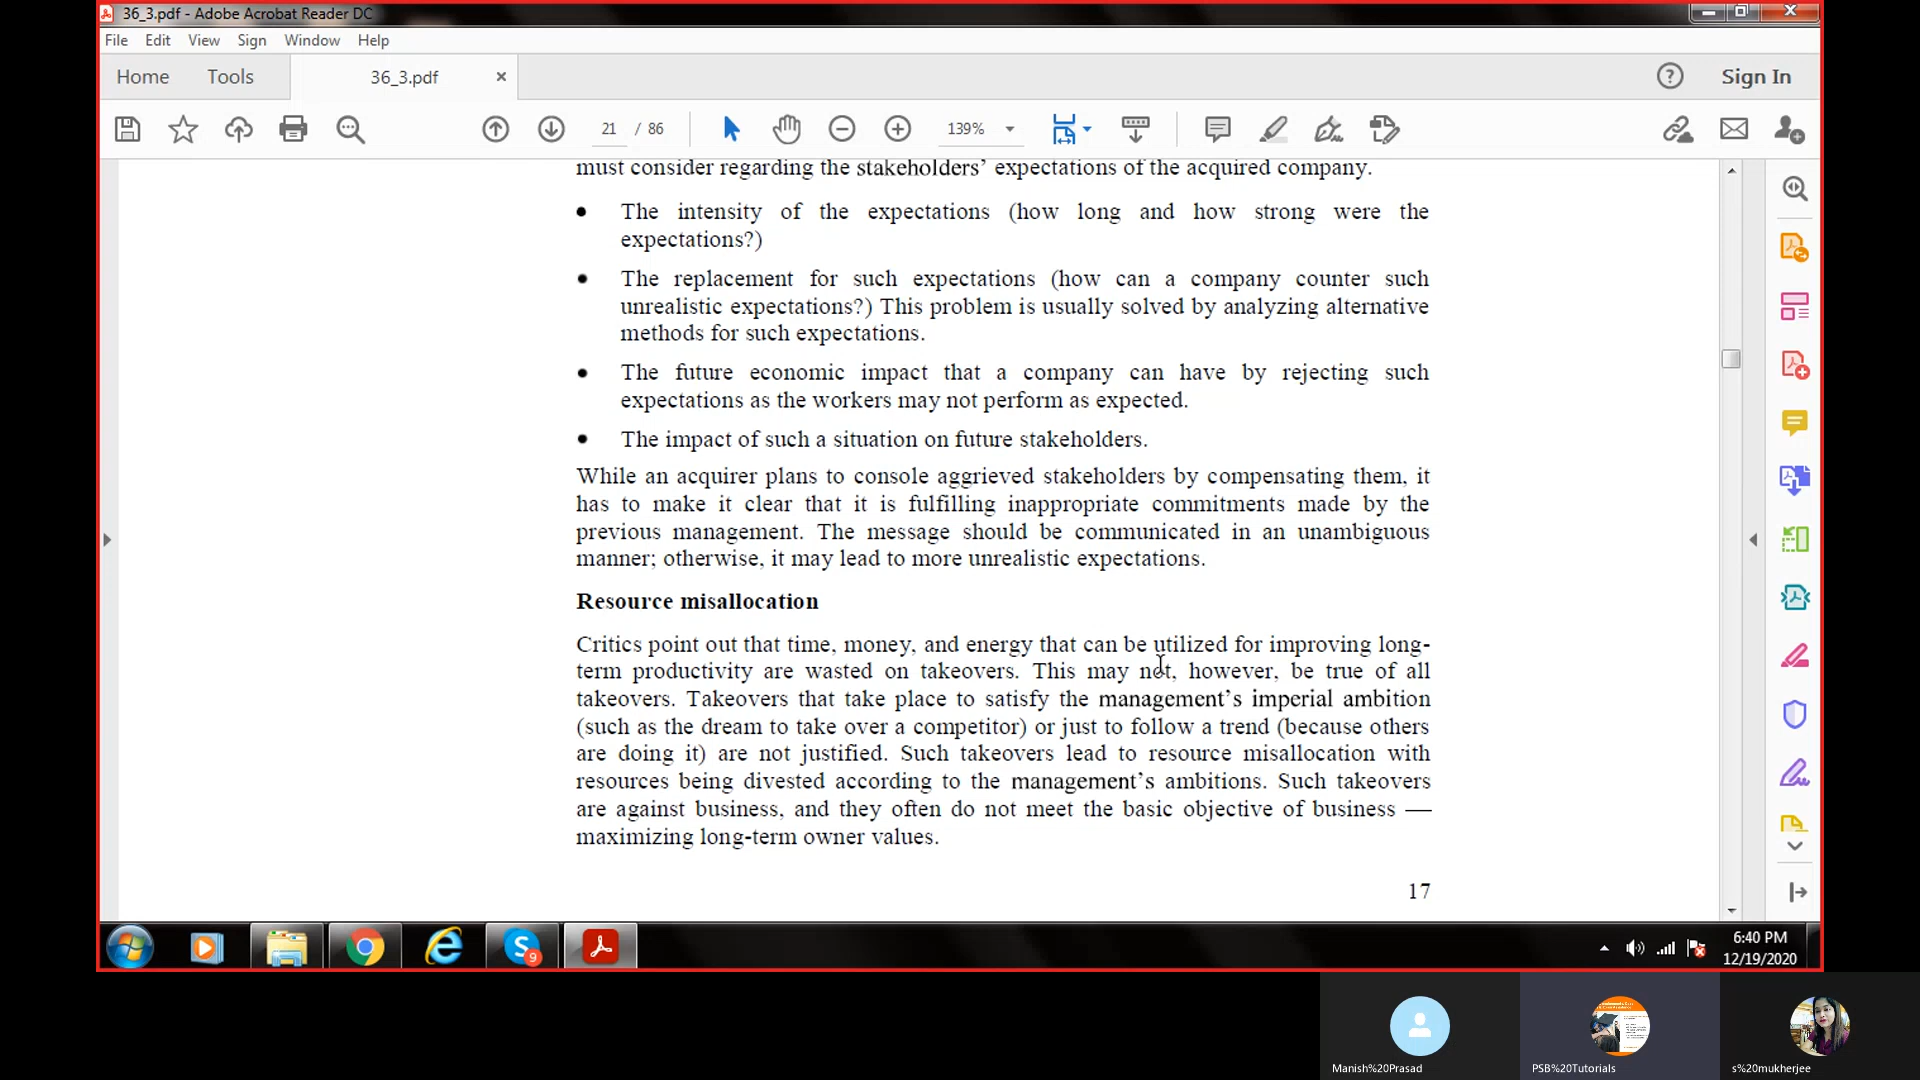 36_3.pdf - Adobe Acrobat Reader DC
File Edit View Sign Window Help
Home Tools 36_3.pdf × Sign In
21 / 86 139%
must consider regarding the stakeholders’ expectations of the acquired company.
• The intensity of the expectations (how long and how strong were the
expectations?)
• The replacement for such expectations (how can a company counter such
unrealistic expectations?) This problem is usually solved by analyzing alternative
methods for such expectations.
• The future economic impact that a company can have by rejecting such
expectations as the workers may not perform as expected.
• The impact of such a situation on future stakeholders.
While an acquirer plans to console aggrieved stakeholders by compensating them, it
has to make it clear that it is fulfilling inappropriate commitments made by the
previous management. The message should be communicated in an unambiguous
manner; otherwise, it may lead to more unrealistic expectations.
Resource misallocation
Critics point out that time, money, and energy that can be utilized for improving long-
term productivity are wasted on takeovers. This may not, however, be true of all
takeovers. Takeovers that take place to satisfy the management’s imperial ambition
(such as the dream to take over a competitor) or just to follow a trend (because others
are doing it) are not justified. Such takeovers lead to resource misallocation with
resources being divested according to the management’s ambitions. Such takeovers
are against business, and they often do not meet the basic objective of business —
maximizing long-term owner values.
17
9
6:40 PM
12/19/2020
Manish%20Prasad PSB%20Tutorials s%20mukherjee